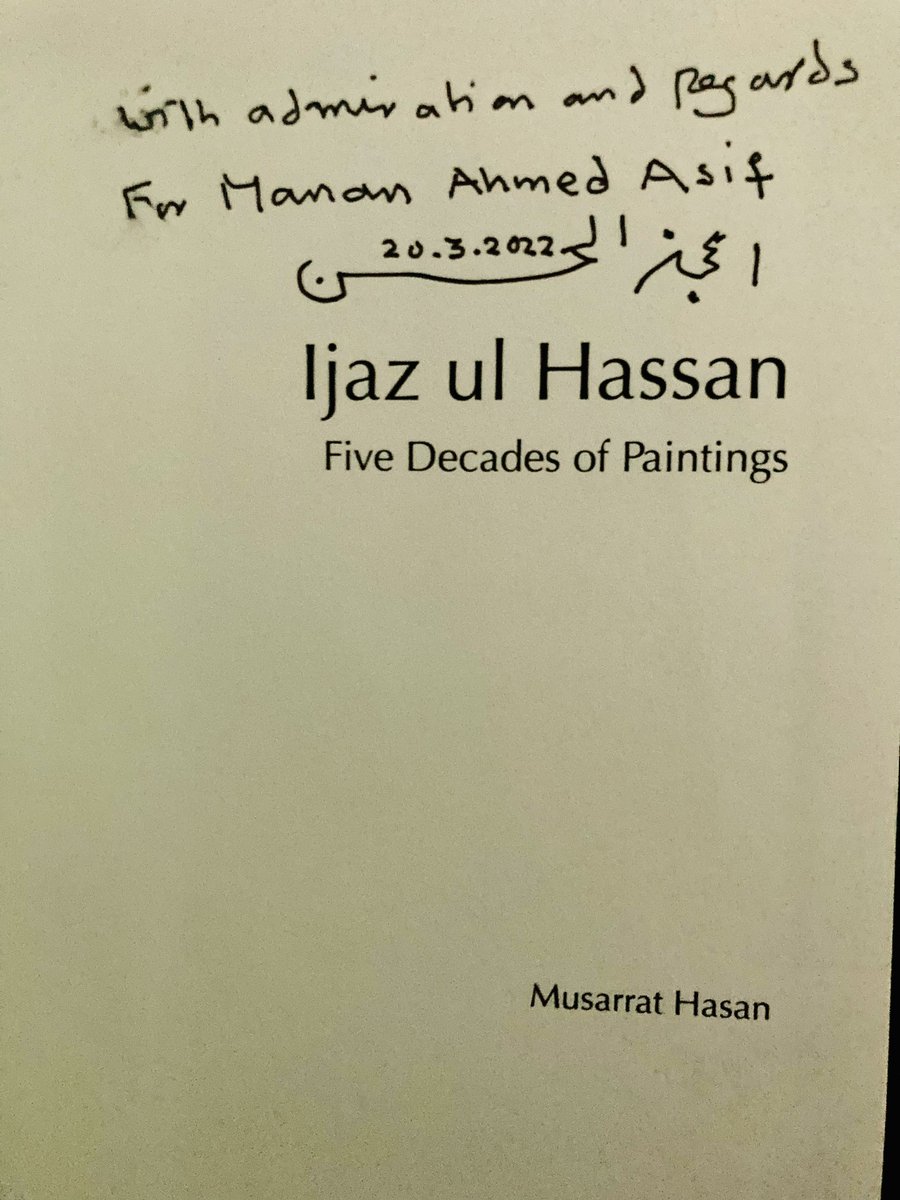 with admiration and regards
For Manan Ahmed Asif
اعجاز الحسن
20.3.2022
Ijaz ul Hassan
Five Decades of Paintings
Musarrat Hasan